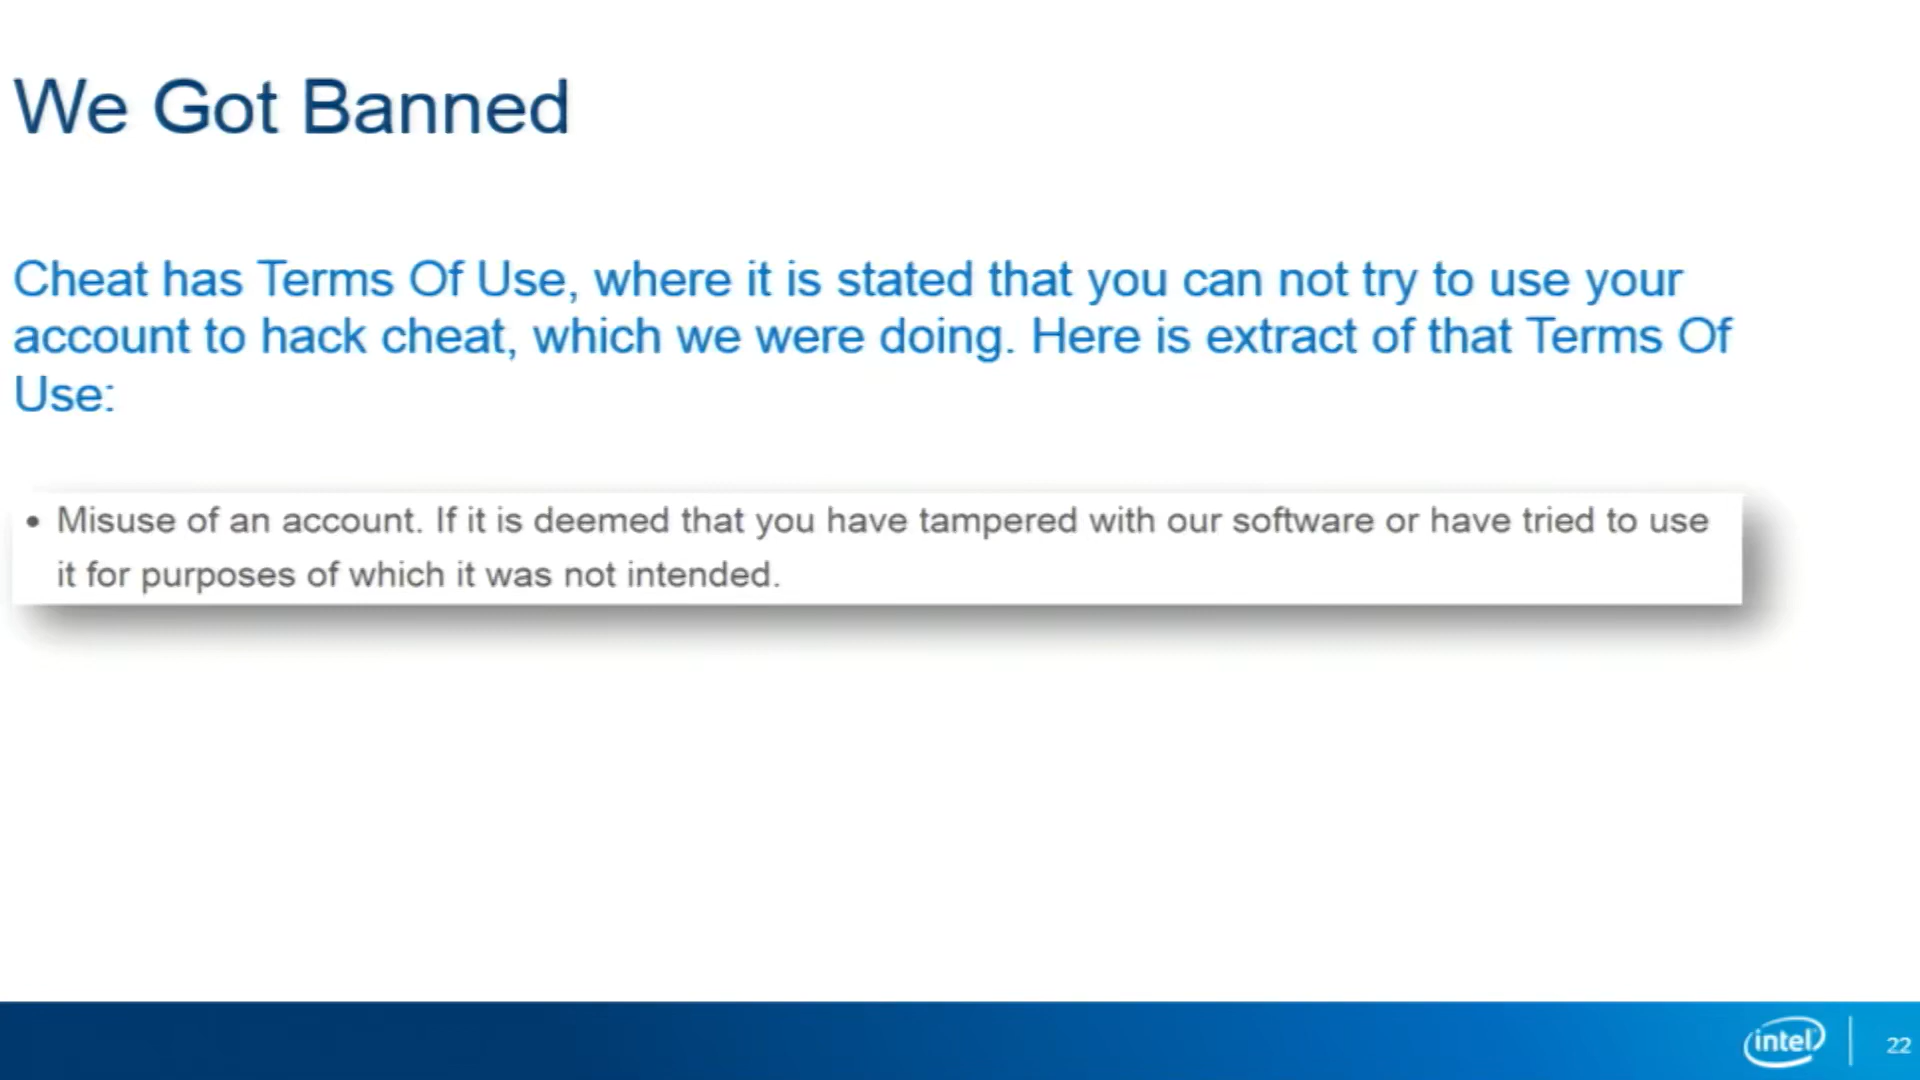 We Got Banned
Cheat has Terms Of Use, where it is stated that you can not try to use your
account to hack cheat, which we were doing. Here is extract of that Terms Of
Use:
• Misuse of an account. If it is deemed that you have tampered with our software or have tried to use
it for purposes of which it was not intended.
intel
22